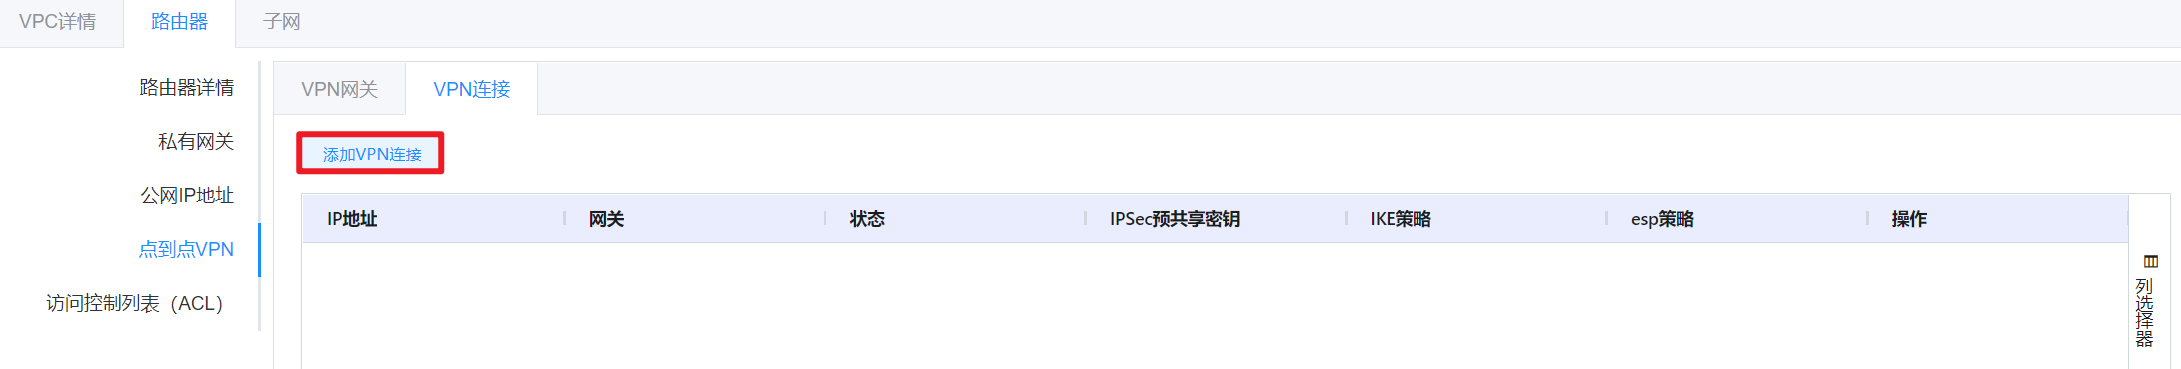 VPC详情 路由器 子网
路由器详情
私有网关
公网IP地址
点到点VPN
访问控制列表（ACL）
VPN网关 VPN连接
添加VPN连接
IP地址 网关 状态 IPSec预共享密钥 IKE策略 esp策略 操作
列选择器